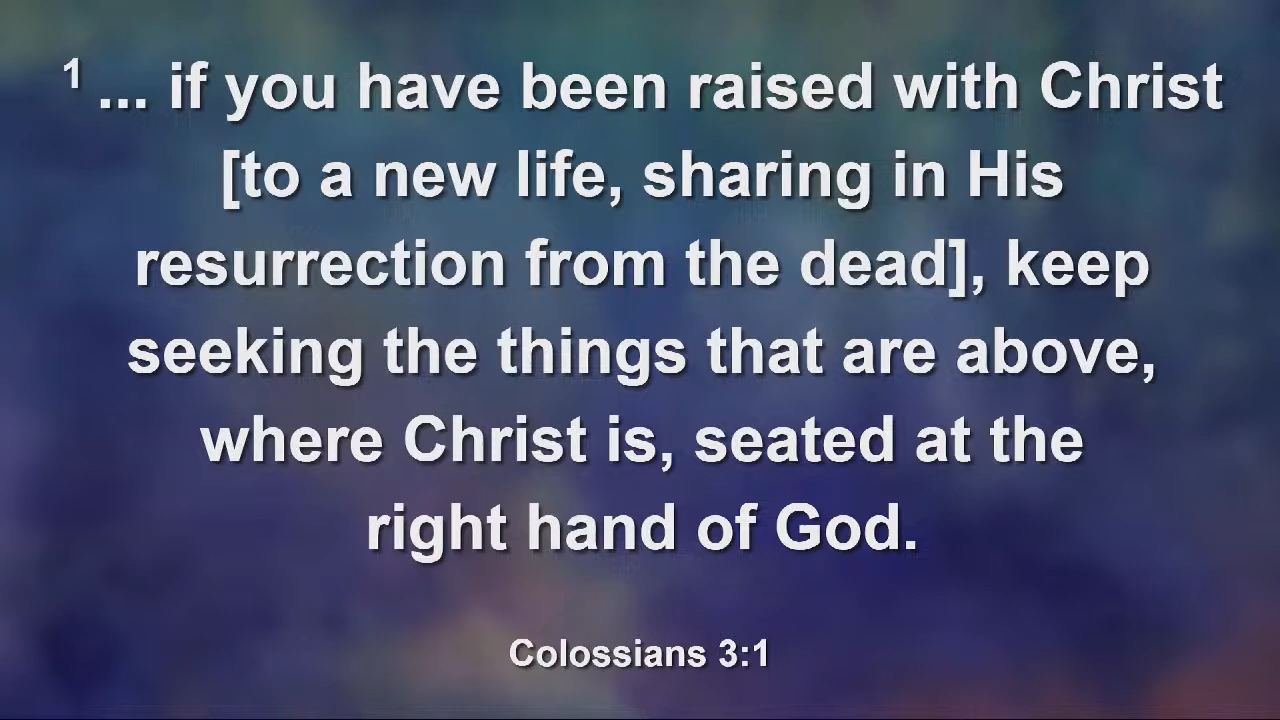 1 ... if you have been raised with Christ
[to a new life, sharing in His
resurrection from the dead], keep
seeking the things that are above,
where Christ is, seated at the
right hand of God.
Colossians 3:1